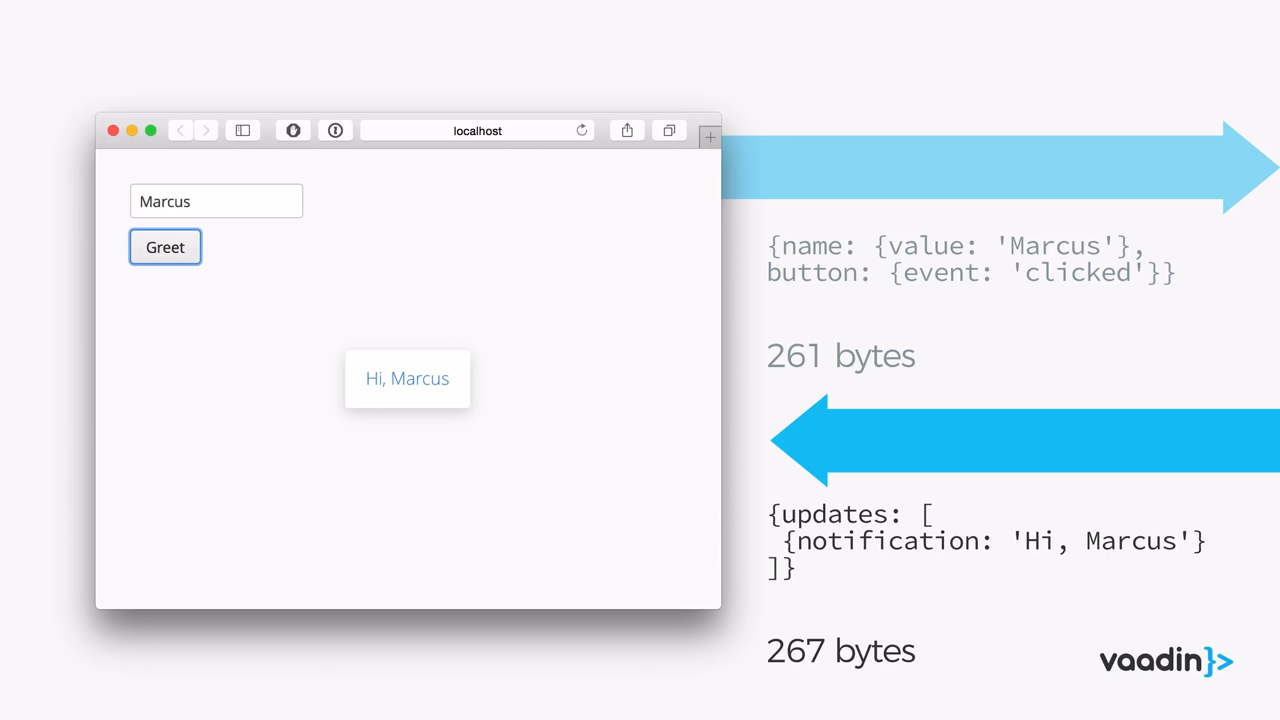 localhost
Marcus
Greet
Hi, Marcus
{name: {value: 'Marcus'},
button: {event: 'clicked'}}
261 bytes
{updates: [
{notification: 'Hi, Marcus'}
]}
267 bytes
vaadin}>